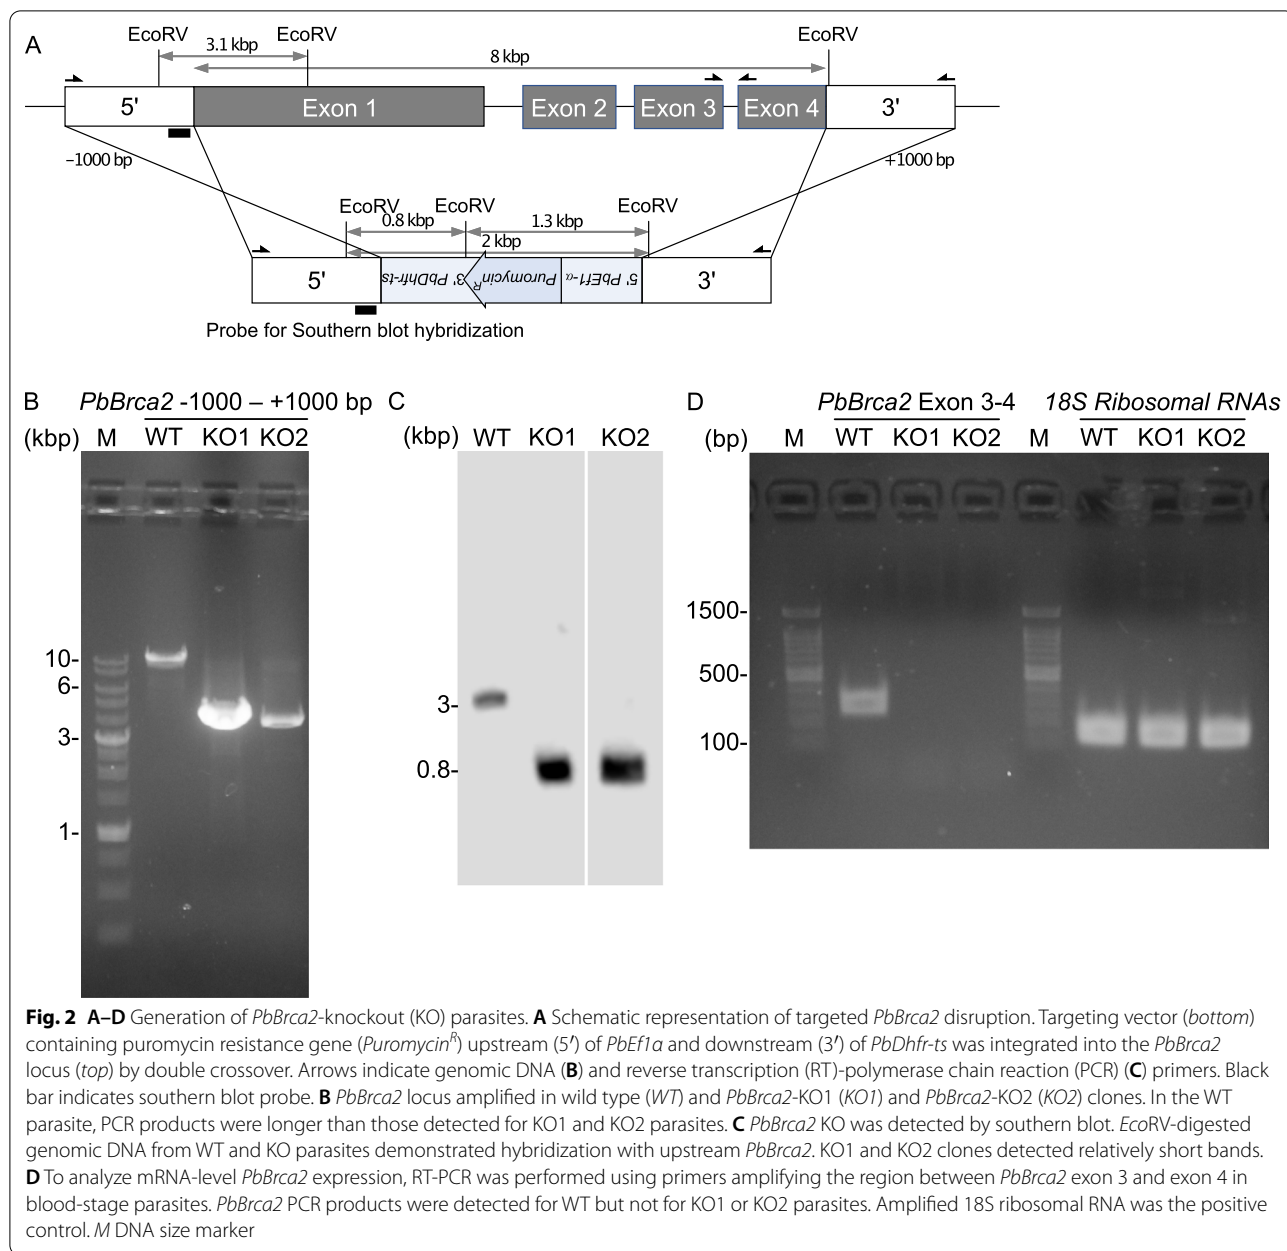 A
EcoRV EcoRV EcoRV
3.1 kbp
8 kbp
5' Exon 1 Exon 2 Exon 3 Exon 4 3'
–1000 bp +1000 bp
EcoRV EcoRV EcoRV
0.8 kbp 1.3 kbp
2 kbp
5' 3' PbDhfr-ts Puromycin^R 5' PbEf1-α 3'
Probe for Southern blot hybridization
B PbBrca2 -1000 – +1000 bp
(kbp) M WT KO1 KO2
10-
6-
3-
1-
C
(kbp) WT KO1 KO2
3-
0.8-
D PbBrca2 Exon 3-4 18S Ribosomal RNAs
(bp) M WT KO1 KO2 M WT KO1 KO2
1500-
500-
100-
Fig. 2 A–D Generation of PbBrca2-knockout (KO) parasites. A Schematic representation of targeted PbBrca2 disruption. Targeting vector (bottom)
containing puromycin resistance gene (Puromycin^R) upstream (5′) of PbEf1α and downstream (3′) of PbDhfr-ts was integrated into the PbBrca2
locus (top) by double crossover. Arrows indicate genomic DNA (B) and reverse transcription (RT)-polymerase chain reaction (PCR) (C) primers. Black
bar indicates southern blot probe. B PbBrca2 locus amplified in wild type (WT) and PbBrca2-KO1 (KO1) and PbBrca2-KO2 (KO2) clones. In the WT
parasite, PCR products were longer than those detected for KO1 and KO2 parasites. C PbBrca2 KO was detected by southern blot. EcoRV-digested
genomic DNA from WT and KO parasites demonstrated hybridization with upstream PbBrca2. KO1 and KO2 clones detected relatively short bands.
D To analyze mRNA-level PbBrca2 expression, RT-PCR was performed using primers amplifying the region between PbBrca2 exon 3 and exon 4 in
blood-stage parasites. PbBrca2 PCR products were detected for WT but not for KO1 or KO2 parasites. Amplified 18S ribosomal RNA was the positive
control. M DNA size marker